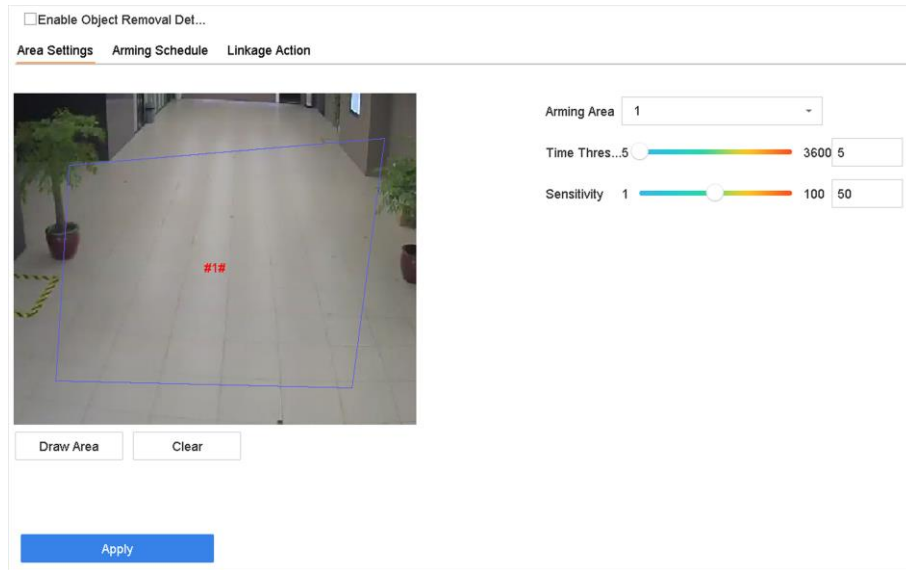 Enable Object Removal Det...
Area Settings Arming Schedule Linkage Action
Arming Area 1
Time Thres...5 3600 5
Sensitivity 1 100 50
#1#
Draw Area Clear
Apply